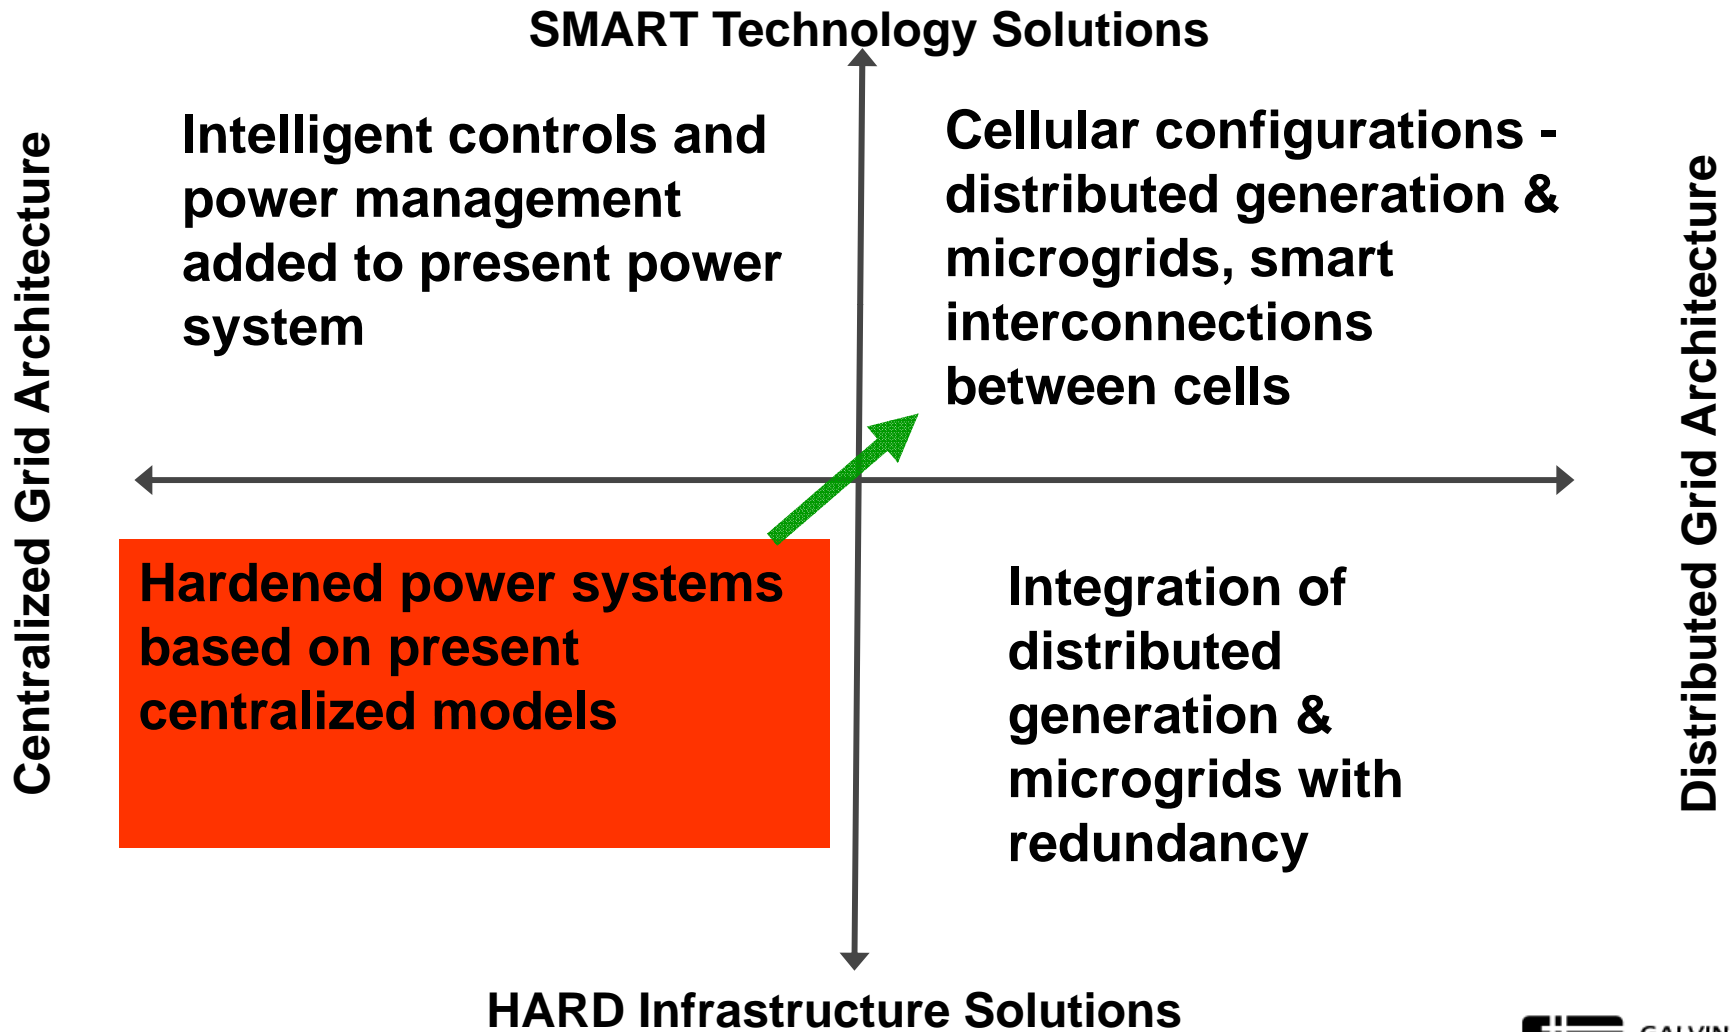 SMART Technology Solutions
Centralized Grid Architecture
Intelligent controls and
power management
added to present power
system
Cellular configurations -
distributed generation &
microgrids, smart
interconnections
between cells
Distributed Grid Architecture
Hardened power systems
based on present
centralized models
Integration of
distributed
generation &
microgrids with
redundancy
HARD Infrastructure Solutions
GALVIN